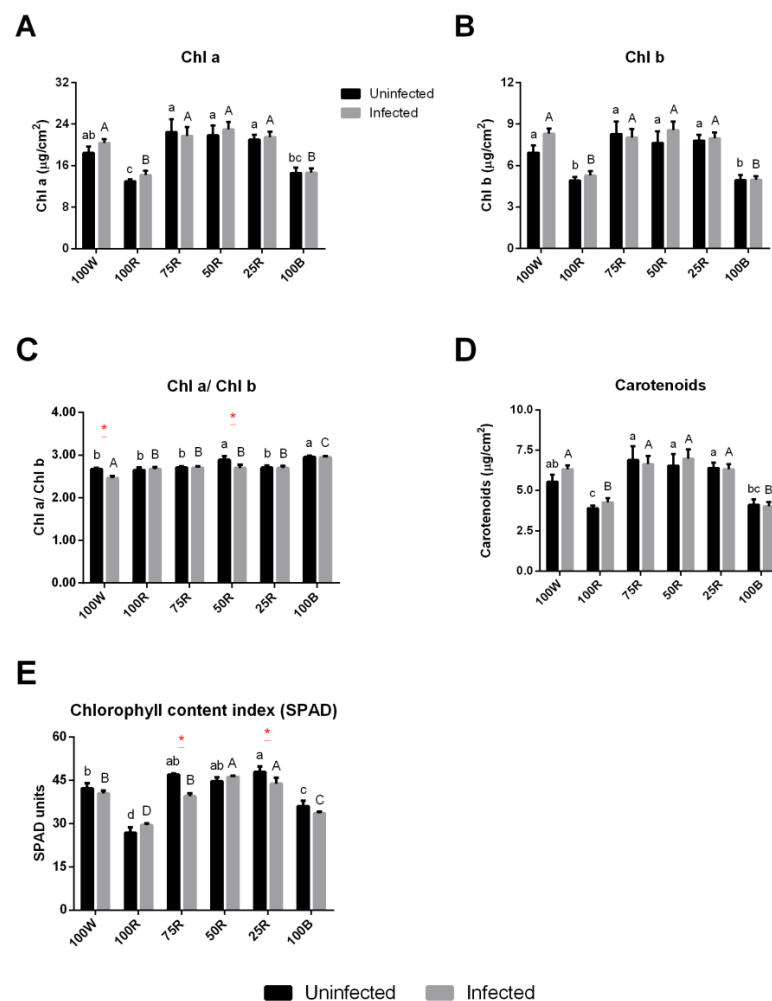 A
Chl a
Chl a (µg/cm²)
32
24
16
8
0
ab A
c B
a A
a A
a A
bc B
100W 100R 75R 50R 25R 100B
Uninfected
Infected
B
Chl b
Chl b (µg/cm²)
12
9
6
3
0
a A
b B
a A
a A
a A
b B
100W 100R 75R 50R 25R 100B
C
Chl a/ Chl b
Chl a/ Chl b
4.00
3.00
2.00
1.00
0.00
* *
b A
b B
b B
a B
b B
a C
100W 100R 75R 50R 25R 100B
D
Carotenoids
Carotenoids (µg/cm²)
10.0
7.5
5.0
2.5
0.0
ab A
c B
a A
a A
a A
bc B
100W 100R 75R 50R 25R 100B
E
Chlorophyll content index (SPAD)
SPAD units
60
45
30
15
0
* *
b B
d D
ab B
ab A
a A
c C
100W 100R 75R 50R 25R 100B
Uninfected Infected